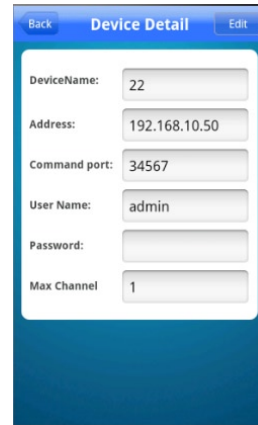 Back Device Detail Edit
DeviceName: 22
Address: 192.168.10.50
Command port: 34567
User Name: admin
Password:
Max Channel 1